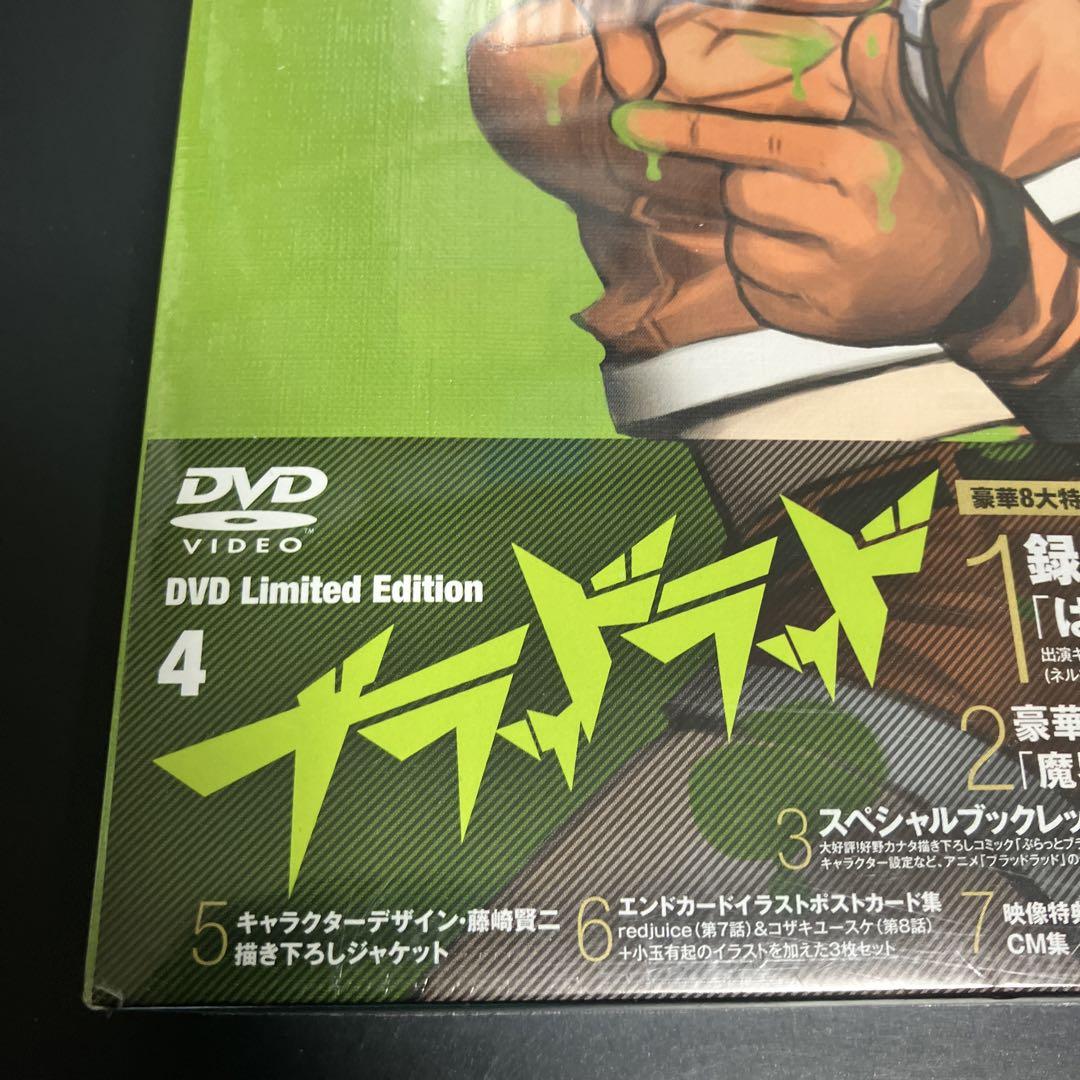 DVD
VIDEO
TM
DVD Limited Edition
4
ブラッドラッド
豪華8大特
1 録
「は
出演キ
(ネル
2 豪華
「魔界
3 スペシャルブックレッ
大好評!好野カナタ描き下ろしコミック「ぷらっとブラ
キャラクター設定など、アニメ「ブラッドラッド」の
5 キャラクターデザイン・藤崎賢二
描き下ろしジャケット
6 エンドカードイラストポストカード集
redjuice(第7話)&コザキユースケ(第8話)
+小玉有起のイラストを加えた3枚セット
7 映像特典
CM集